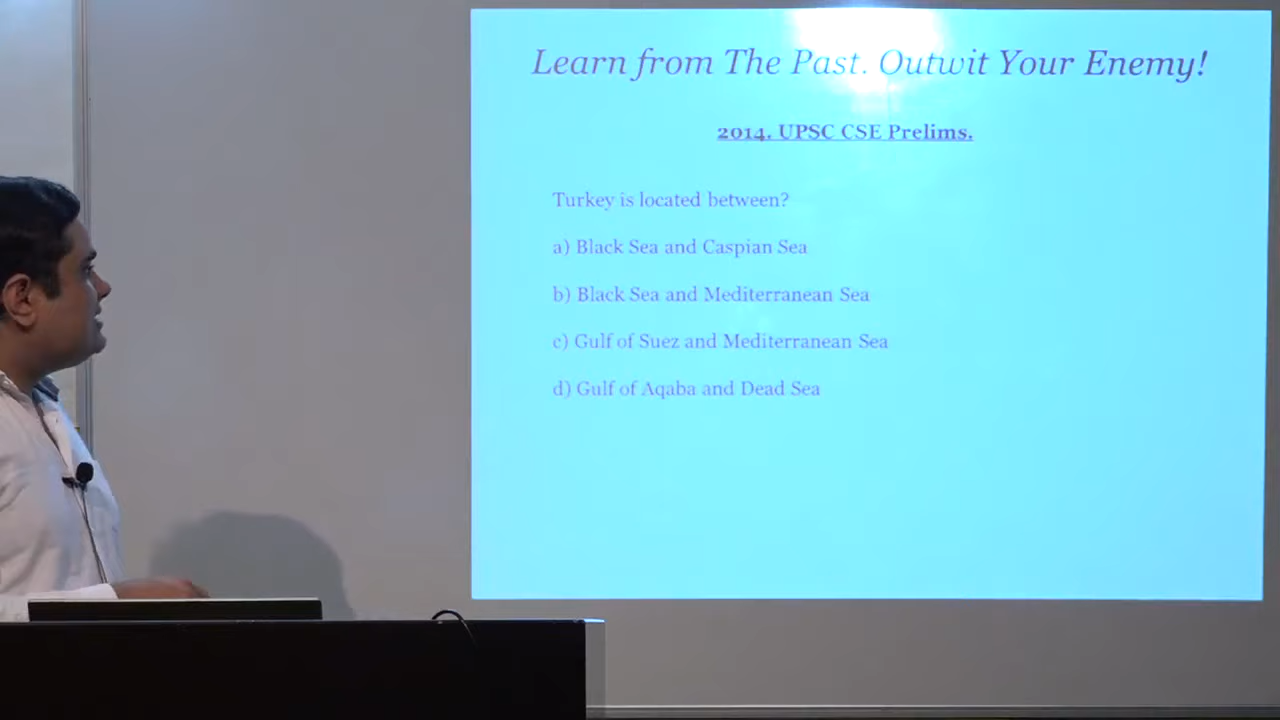 Learn from The Past. Outwit Your Enemy!
2014. UPSC CSE Prelims.
Turkey is located between?
a) Black Sea and Caspian Sea
b) Black Sea and Mediterranean Sea
c) Gulf of Suez and Mediterranean Sea
d) Gulf of Aqaba and Dead Sea